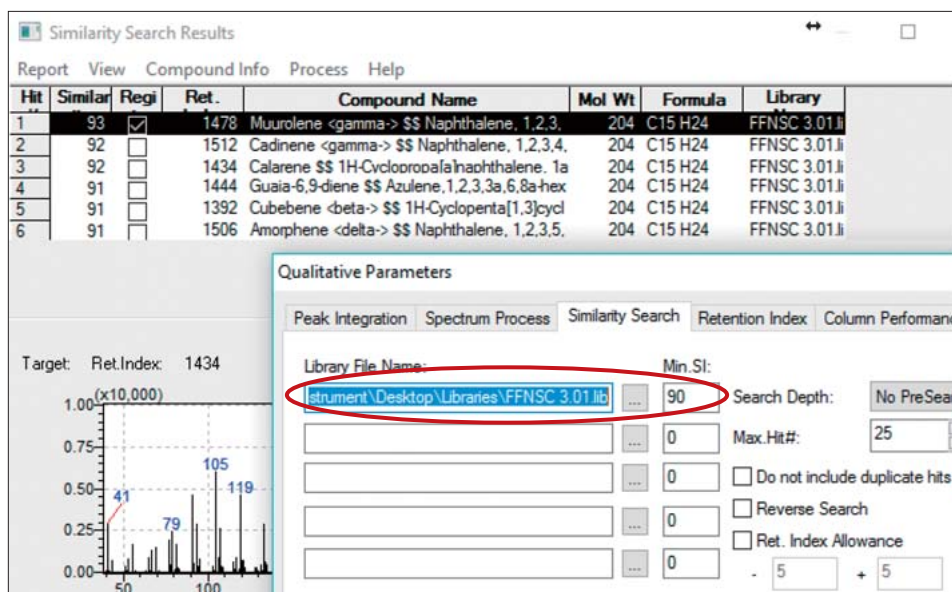 Similarity Search Results
Report View Compound Info Process Help
Hit Similar Regi Ret. Compound Name Mol Wt Formula Library
1 93 1478 Muurolene <gamma-> $$ Naphthalene, 1,2,3, 204 C15 H24 FFNSC 3.01.li
2 92 1512 Cadinene <gamma-> $$ Naphthalene, 1,2,3,4, 204 C15 H24 FFNSC 3.01.li
3 92 1434 Calarene $$ 1H-Cyclopropa[a]naphthalene, 1a 204 C15 H24 FFNSC 3.01.li
4 91 1444 Guaia-6,9-diene $$ Azulene,1,2,3,3a,6,8a-hex 204 C15 H24 FFNSC 3.01.li
5 91 1392 Cubebene <beta-> $$ 1H-Cyclopenta[1,3]cycl 204 C15 H24 FFNSC 3.01.li
6 91 1506 Amorphene <delta-> $$ Naphthalene, 1,2,3,5, 204 C15 H24 FFNSC 3.01.li
Qualitative Parameters
Peak Integration Spectrum Process Similarity Search Retention Index Column Performanc
Library File Name: Min.SI:
strument\Desktop\Libraries\FFNSC 3.01.lib ... 90 Search Depth: No PreSear
... 0 Max.Hit#: 25
... 0 Do not include duplicate hits
... 0 Reverse Search
Ret. Index Allowance
... 0 - 5 + 5
Target: Ret.Index: 1434
(x10,000)
1.00
0.75
0.50 105 119
41
0.25 79
0.00
50 100